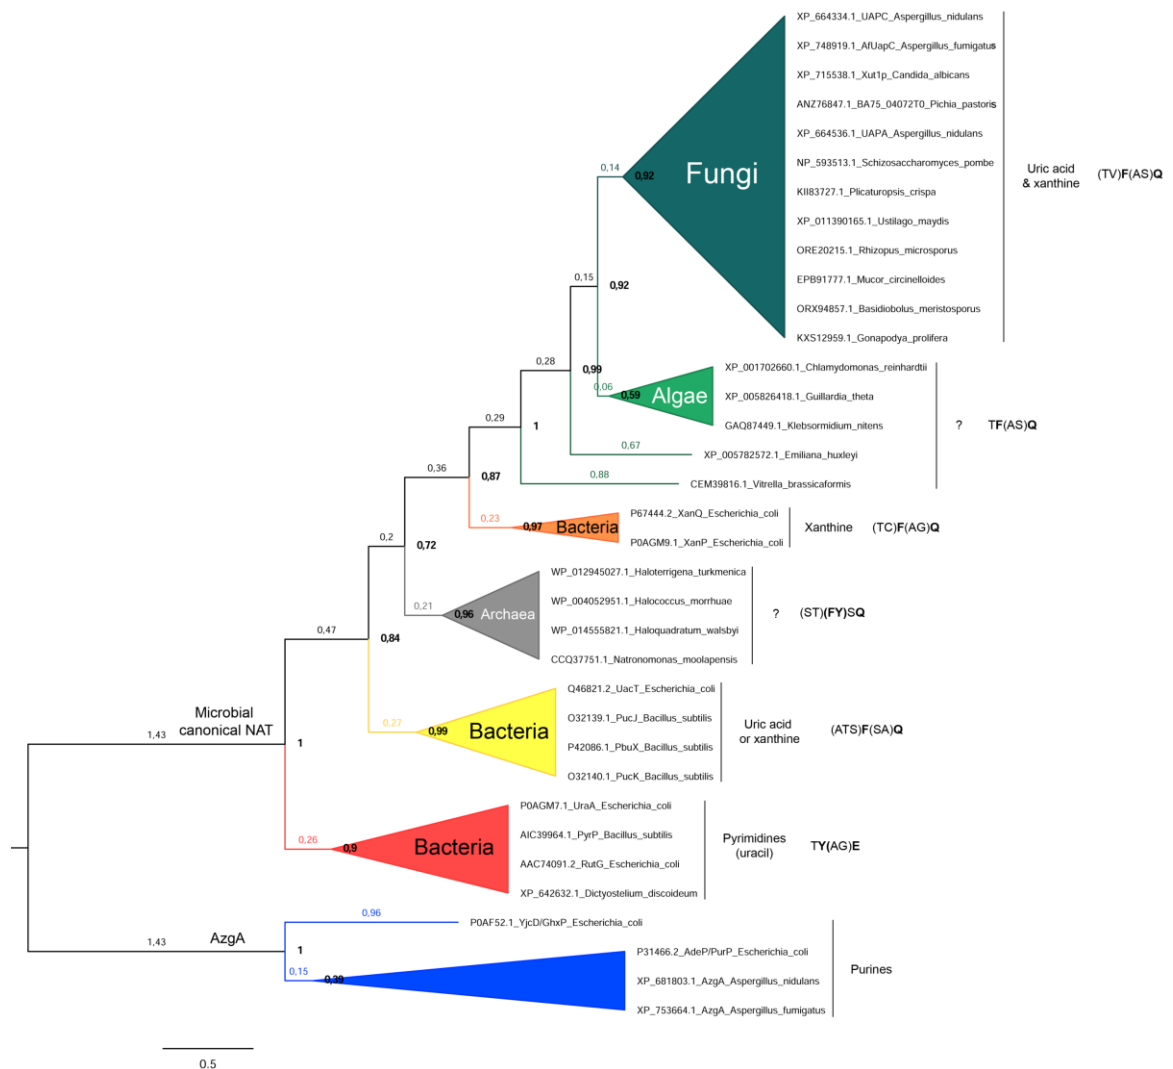 XP_664334.1_UAPC_Aspergillus_nidulans
XP_748919.1_AfUapC_Aspergillus_fumigatus
XP_715538.1_Xut1p_Candida_albicans
ANZ76847.1_BA75_04072T0_Pichia_pastoris
XP_664536.1_UAPA_Aspergillus_nidulans
0,14
NP_593513.1_Schizosaccharomyces_pombe
Fungi
0,92
Uric acid
& xanthine
(TV)F(AS)Q
KII83727.1_Plicaturopsis_crispa
XP_011390165.1_Ustilago_maydis
ORE20215.1_Rhizopus_microsporus
0,15
0,92
EPB91777.1_Mucor_circinelloides
ORX94857.1_Basidiobolus_meristosporus
KXS12959.1_Gonapodya_prolifera
0,28
0,99
XP_001702660.1_Chlamydomonas_reinhardtii
0,06
0,59
Algae
XP_005826418.1_Guillardia_theta
GAQ87449.1_Klebsormidium_nitens
?
TF(AS)Q
0,29
1
0,67
XP_005782572.1_Emiliana_huxleyi
0,88
CEM39816.1_Vitrella_brassicaformis
0,36
0,87
0,23
0,97
Bacteria
P67444.2_XanQ_Escherichia_coli
P0AGM9.1_XanP_Escherichia_coli
Xanthine
(TC)F(AG)Q
0,2
0,72
WP_012945027.1_Haloterrigena_turkmenica
WP_004052951.1_Halococcus_morrhuae
0,21
0,96
Archaea
?
(ST)(FY)SQ
WP_014555821.1_Haloquadratum_walsbyi
CCQ37751.1_Natronomonas_moolapensis
0,47
0,84
Q46821.2_UacT_Escherichia_coli
O32139.1_PucJ_Bacillus_subtilis
0,27
0,99
Bacteria
Uric acid
or xanthine
(ATS)F(SA)Q
P42086.1_PbuX_Bacillus_subtilis
O32140.1_PucK_Bacillus_subtilis
Microbial
canonical NAT
1,43
1
P0AGM7.1_UraA_Escherichia_coli
AIC39964.1_PyrP_Bacillus_subtilis
0,26
0,9
Bacteria
Pyrimidines
(uracil)
TY(AG)E
AAC74091.2_RutG_Escherichia_coli
XP_642632.1_Dictyostelium_discoideum
0,96
P0AF52.1_YjcD/GhxP_Escherichia_coli
AzgA
1,43
1
P31466.2_AdeP/PurP_Escherichia_coli
0,15
0,39
Purines
XP_681803.1_AzgA_Aspergillus_nidulans
XP_753664.1_AzgA_Aspergillus_fumigatus
0.5